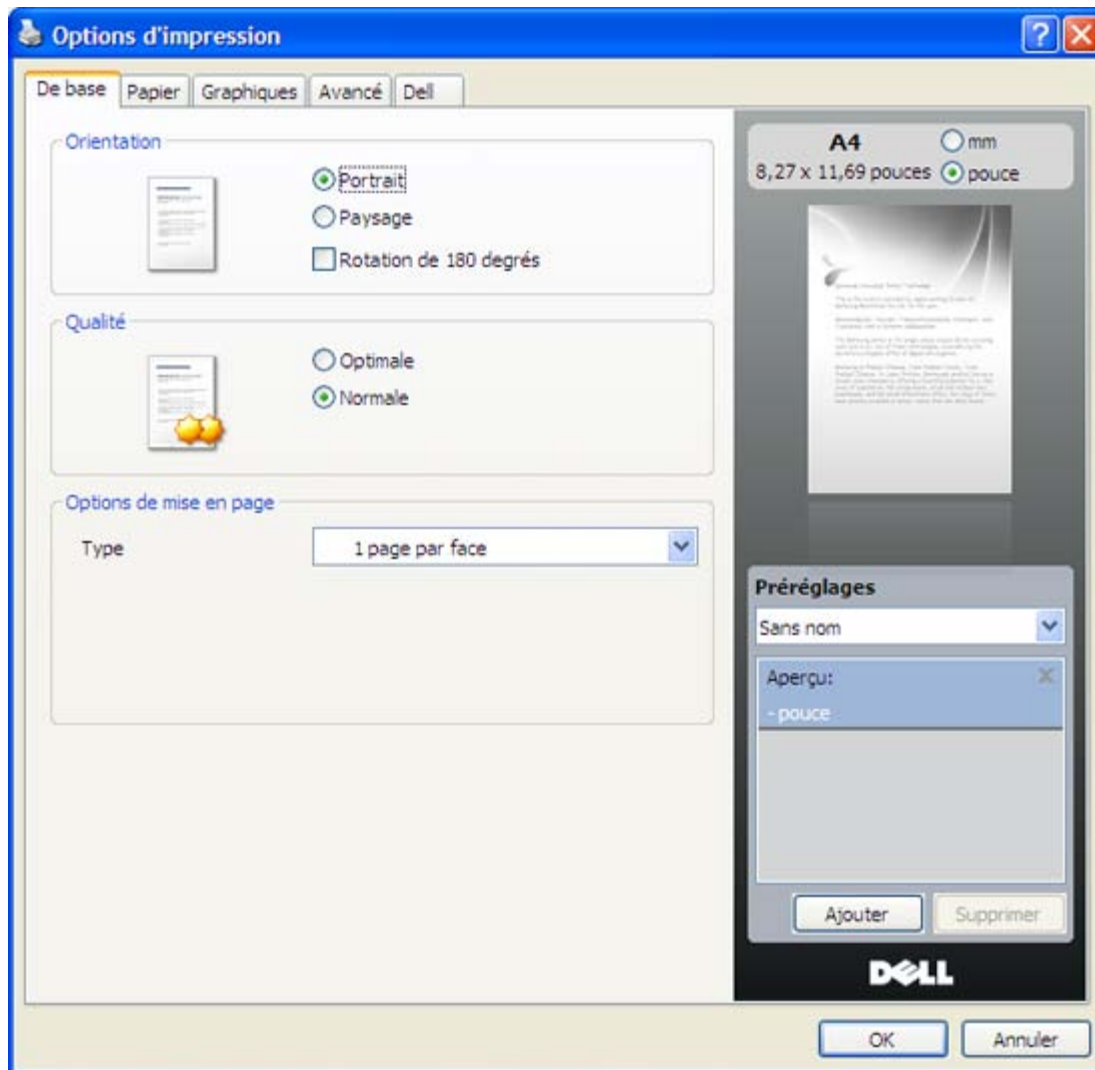 Options d'impression
De base Papier Graphiques Avancé Dell
Orientation
Portrait
Paysage
Rotation de 180 degrés
Qualité
Optimale
Normale
Options de mise en page
Type 1 page par face
A4 mm
8,27 x 11,69 pouces pouce
Préréglages
Sans nom
Aperçu:
- pouce
Ajouter Supprimer
DELL
OK Annuler